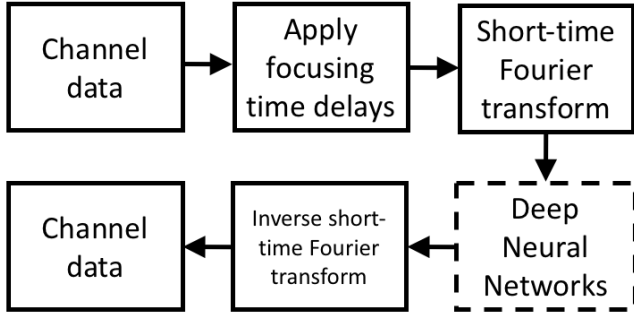 Channel
data
Apply
focusing
time delays
Short-time
Fourier
transform
Deep
Neural
Networks
Inverse short-
time Fourier
transform
Channel
data